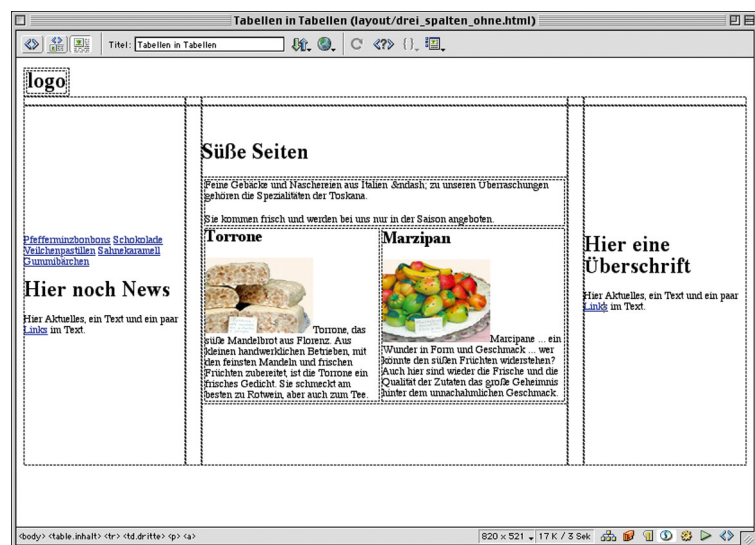 Tabellen in Tabellen (layout/drei_spalten_ohne.html)
Titel: Tabellen in Tabellen
logo
Süße Seiten
Feine Gebäcke und Naschereien aus Italien &ndash; zu unseren Überraschungen
gehören die Spezialitäten der Toskana.
Sie kommen frisch und werden bei uns nur in der Saison angeboten.
Pfefferminzbonbons Schokolade
Veilchenpastillen Sahnekaramell
Gummibärchen
Hier noch News
Hier Aktuelles, ein Text und ein paar
Links im Text.
Torrone
Torrone, das
süße Mandelbrot aus Florenz. Aus
kleinen handwerklichen Betrieben, mit
den feinsten Mandeln und frischen
Früchten zubereitet, ist die Torrone ein
frisches Gedicht. Sie schmeckt am
besten zu Rotwein, aber auch zum Tee.
Marzipan
Marcipane ... ein
Wunder in Form und Geschmack ... wer
könnte den süßen Früchten widerstehen?
Auch hier sind wieder die Frische und die
Qualität der Zutaten das große Geheimnis
hinter dem unnachahmlichen Geschmack.
Hier eine
Überschrift
Hier Aktuelles, ein Text und ein paar
Links im Text.
<body> <table.inhalt> <tr> <td.dritte> <p> <a>
820 x 521
17 K / 3 Sek